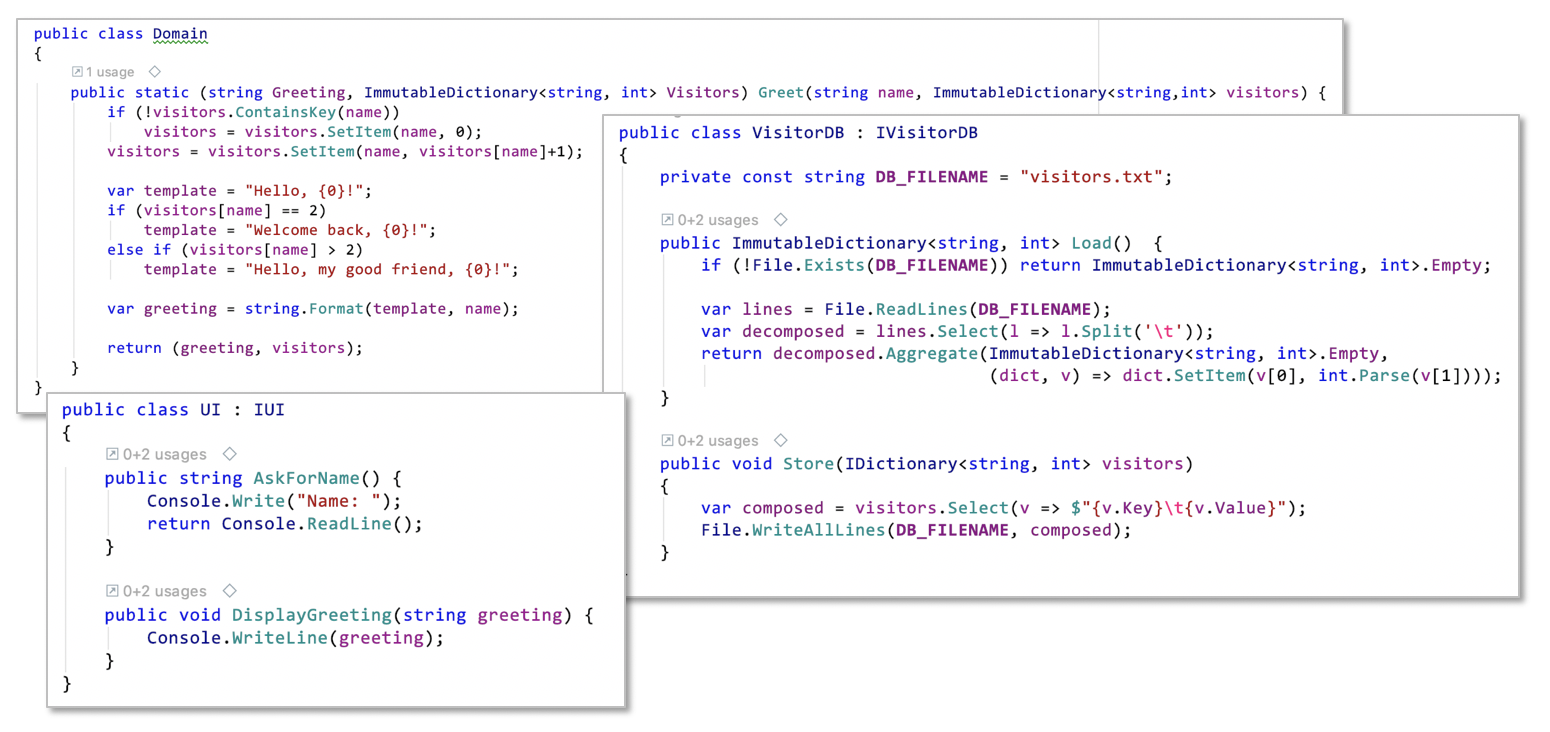 public class Domain
{
1 usage
public static (string Greeting, ImmutableDictionary<string, int> Visitors) Greet(string name, ImmutableDictionary<string,int> visitors) {
if (!visitors.ContainsKey(name))
visitors = visitors.SetItem(name, 0);
visitors = visitors.SetItem(name, visitors[name]+1);
var template = "Hello, {0}!";
if (visitors[name] == 2)
template = "Welcome back, {0}!";
else if (visitors[name] > 2)
template = "Hello, my good friend, {0}!";
var greeting = string.Format(template, name);
return (greeting, visitors);
}
}
public class VisitorDB : IVisitorDB
{
private const string DB_FILENAME = "visitors.txt";
0+2 usages
public ImmutableDictionary<string, int> Load() {
if (!File.Exists(DB_FILENAME)) return ImmutableDictionary<string, int>.Empty;
var lines = File.ReadLines(DB_FILENAME);
var decomposed = lines.Select(l => l.Split('\t'));
return decomposed.Aggregate(ImmutableDictionary<string, int>.Empty,
(dict, v) => dict.SetItem(v[0], int.Parse(v[1])));
}
0+2 usages
public void Store(IDictionary<string, int> visitors)
{
var composed = visitors.Select(v => $"{v.Key}\t{v.Value}");
File.WriteAllLines(DB_FILENAME, composed);
}
public class UI : IUI
{
0+2 usages
public string AskForName() {
Console.Write("Name: ");
return Console.ReadLine();
}
0+2 usages
public void DisplayGreeting(string greeting) {
Console.WriteLine(greeting);
}
}